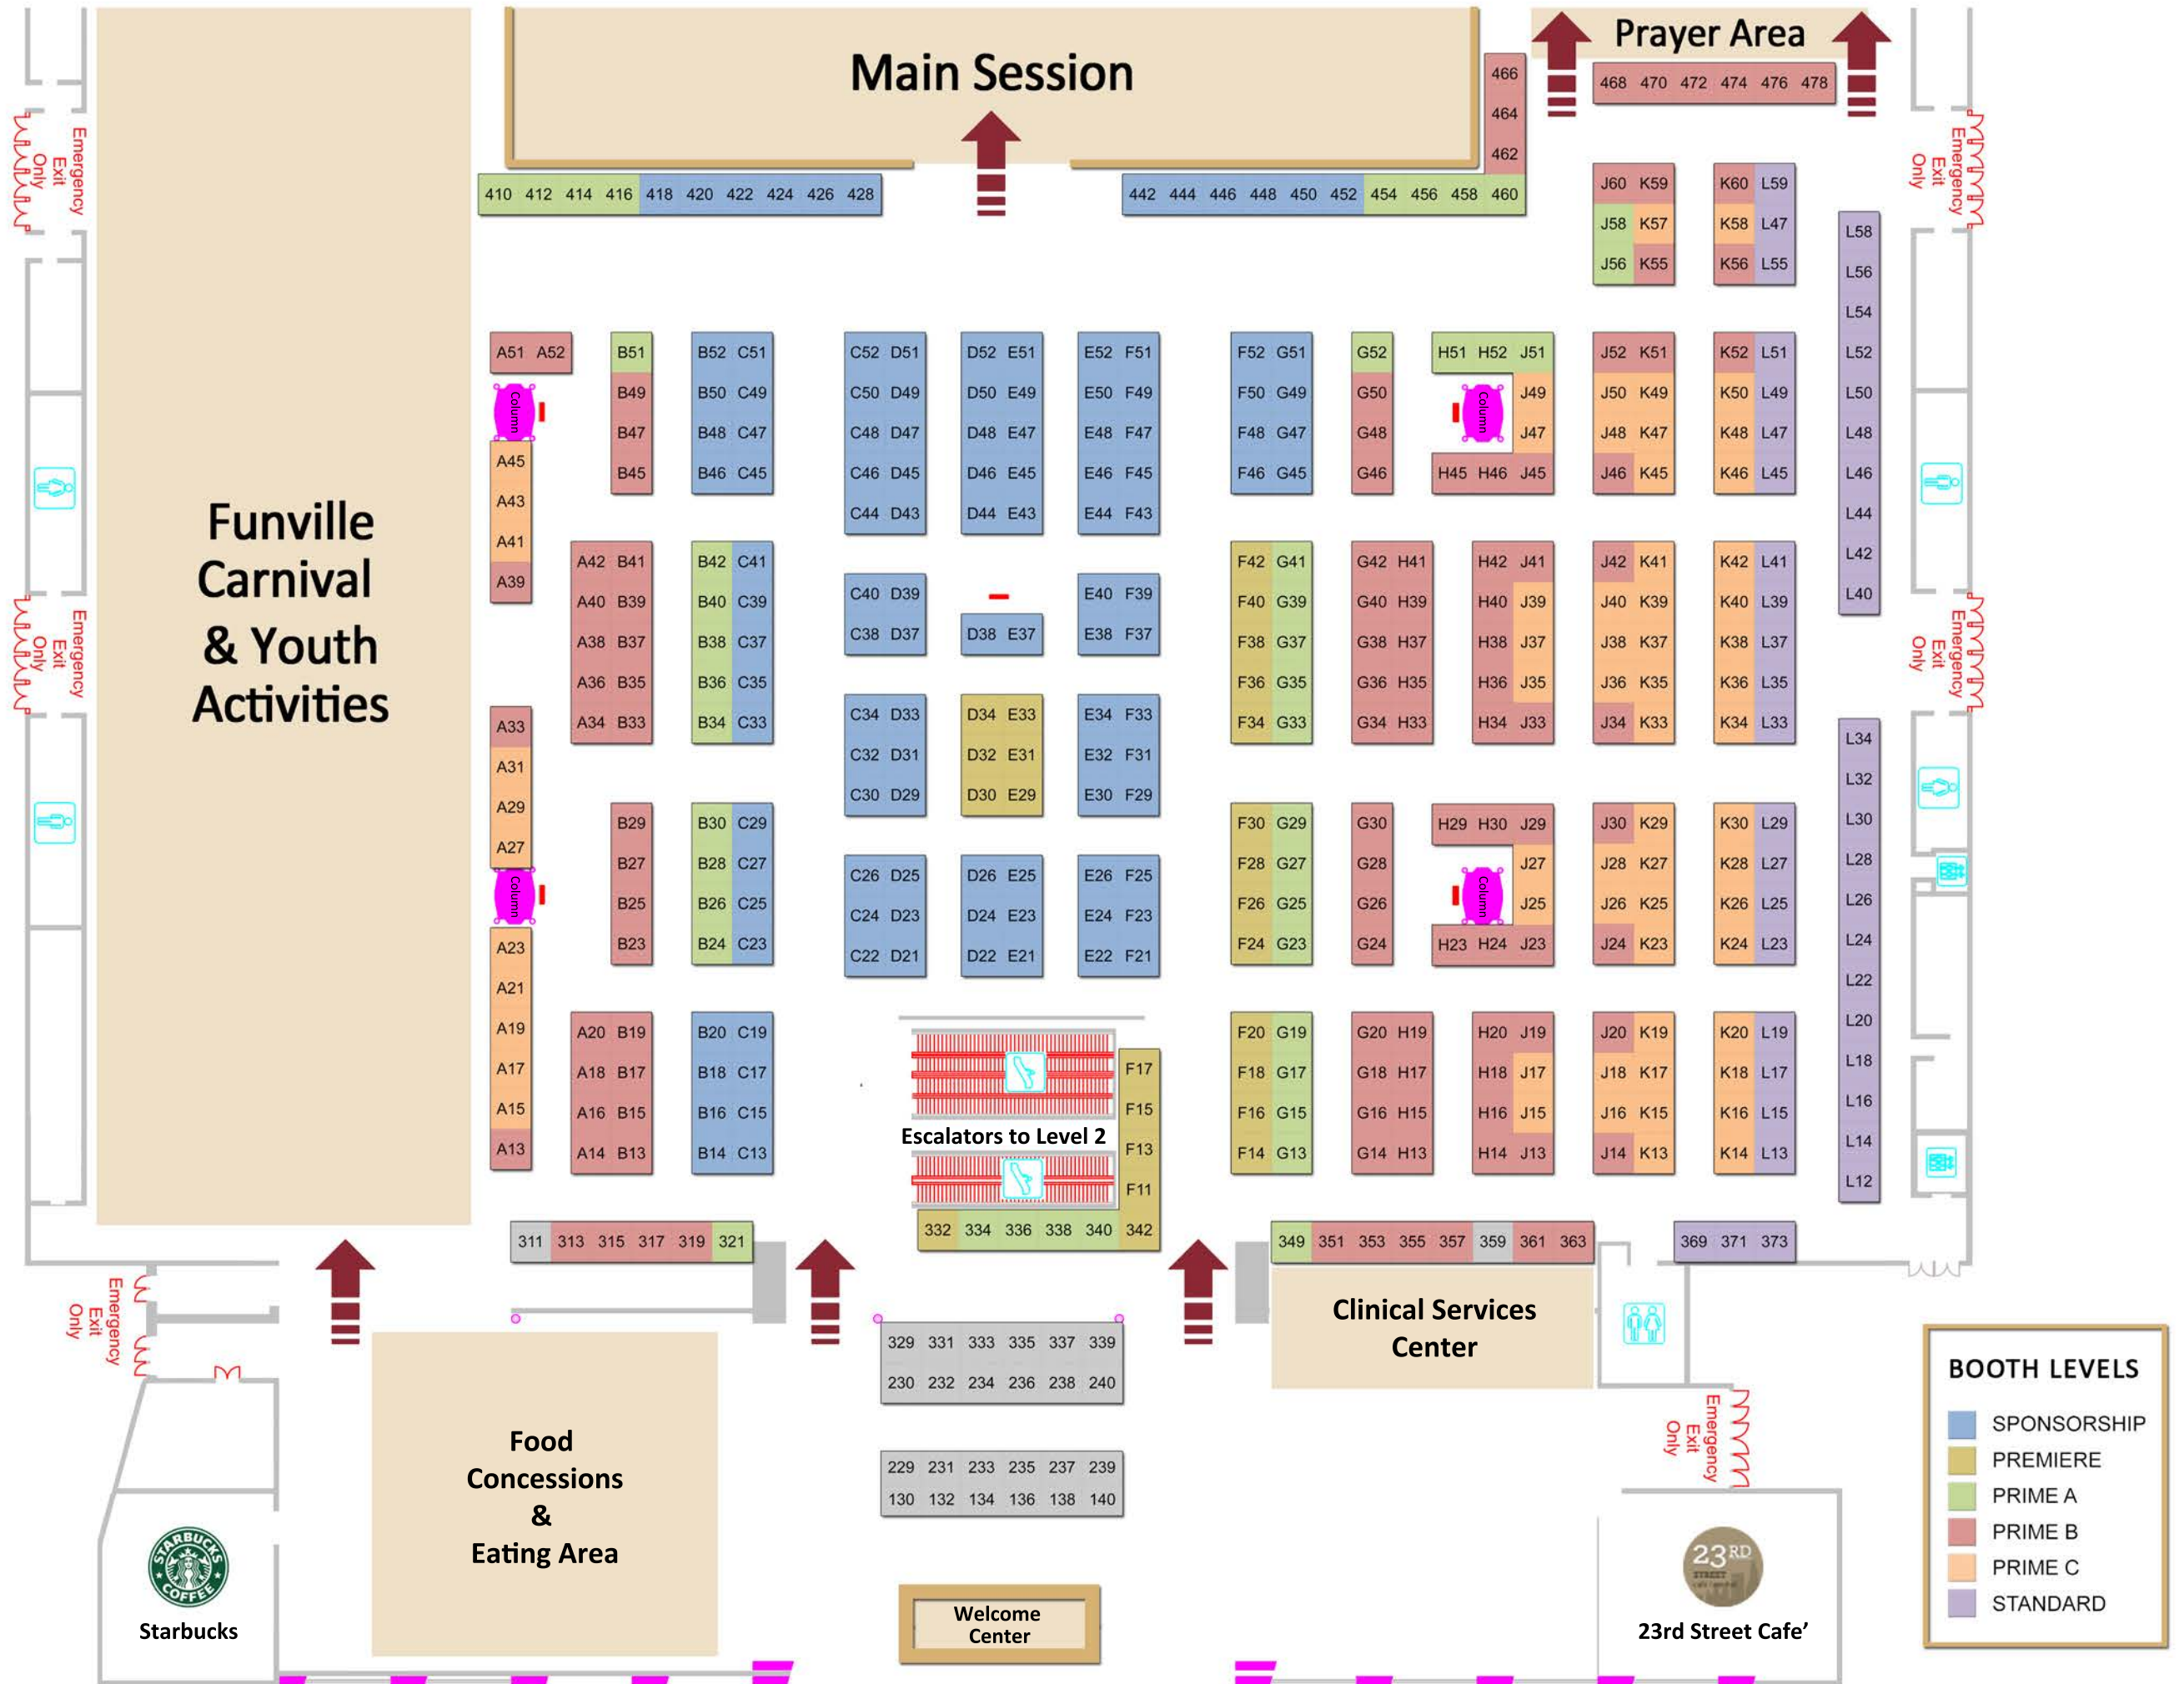 Main Session
Prayer Area
466
464
462
468 470 472 474 476 478
Emergency
Exit
Only
Emergency
Exit
Only
410 412 414 416 418 420 422 424 426 428
442 444 446 448 450 452 454 456 458 460
J60 K59
J58 K57
J56 K55
K60 L59
K58 L47
K56 L55
L58
L56
L54
L52
L50
L48
L46
L44
L42
L40
Funville
Carnival
& Youth
Activities
A51 A52
Column
A45
A43
A41
A39
B51
B49
B47
B45
B52 C51
B50 C49
B48 C47
B46 C45
C52 D51
C50 D49
C48 D47
C46 D45
C44 D43
D52 E51
D50 E49
D48 E47
D46 E45
D44 E43
E52 F51
E50 F49
E48 F47
E46 F45
E44 F43
F52 G51
F50 G49
F48 G47
F46 G45
G52
G50
G48
G46
H51 H52 J51
Column
J49
J47
H45 H46 J45
J52 K51
J50 K49
J48 K47
J46 K45
K52 L51
K50 L49
K48 L47
K46 L45
Emergency
Exit
Only
Emergency
Exit
Only
A42 B41
A40 B39
A38 B37
A36 B35
A34 B33
B42 C41
B40 C39
B38 C37
B36 C35
B34 C33
C40 D39
C38 D37
D38 E37
E40 F39
E38 F37
F42 G41
F40 G39
F38 G37
F36 G35
F34 G33
G42 H41
G40 H39
G38 H37
G36 H35
G34 H33
H42 J41
H40 J39
H38 J37
H36 J35
H34 J33
J42 K41
J40 K39
J38 K37
J36 K35
J34 K33
K42 L41
K40 L39
K38 L37
K36 L35
K34 L33
A33
A31
A29
A27
Column
A23
A21
A19
A17
A15
A13
C34 D33
C32 D31
C30 D29
D34 E33
D32 E31
D30 E29
E34 F33
E32 F31
E30 F29
L34
L32
L30
L28
L26
L24
L22
L20
L18
L16
L14
L12
B29
B27
B25
B23
B30 C29
B28 C27
B26 C25
B24 C23
C26 D25
C24 D23
C22 D21
D26 E25
D24 E23
D22 E21
E26 F25
E24 F23
E22 F21
F30 G29
F28 G27
F26 G25
F24 G23
G30
G28
G26
G24
H29 H30 J29
Column
J27
J25
H23 H24 J23
J30 K29
J28 K27
J26 K25
J24 K23
K30 L29
K28 L27
K26 L25
K24 L23
A20 B19
A18 B17
A16 B15
A14 B13
B20 C19
B18 C17
B16 C15
B14 C13
Escalators to Level 2
F17
F15
F13
F11
332 334 336 338 340 342
F20 G19
F18 G17
F16 G15
F14 G13
G20 H19
G18 H17
G16 H15
G14 H13
H20 J19
H18 J17
H16 J15
H14 J13
J20 K19
J18 K17
J16 K15
J14 K13
K20 L19
K18 L17
K16 L15
K14 L13
311 313 315 317 319 321
349 351 353 355 357 359 361 363
369 371 373
Emergency
Exit
Only
Clinical Services
Center
329 331 333 335 337 339
230 232 234 236 238 240
229 231 233 235 237 239
130 132 134 136 138 140
Food
Concessions
&
Eating Area
Emergency
Exit
Only
STARBUCKS
COFFEE
Starbucks
Welcome
Center
23RD
STREET
23rd Street Cafe’
BOOTH LEVELS
SPONSORSHIP
PREMIERE
PRIME A
PRIME B
PRIME C
STANDARD